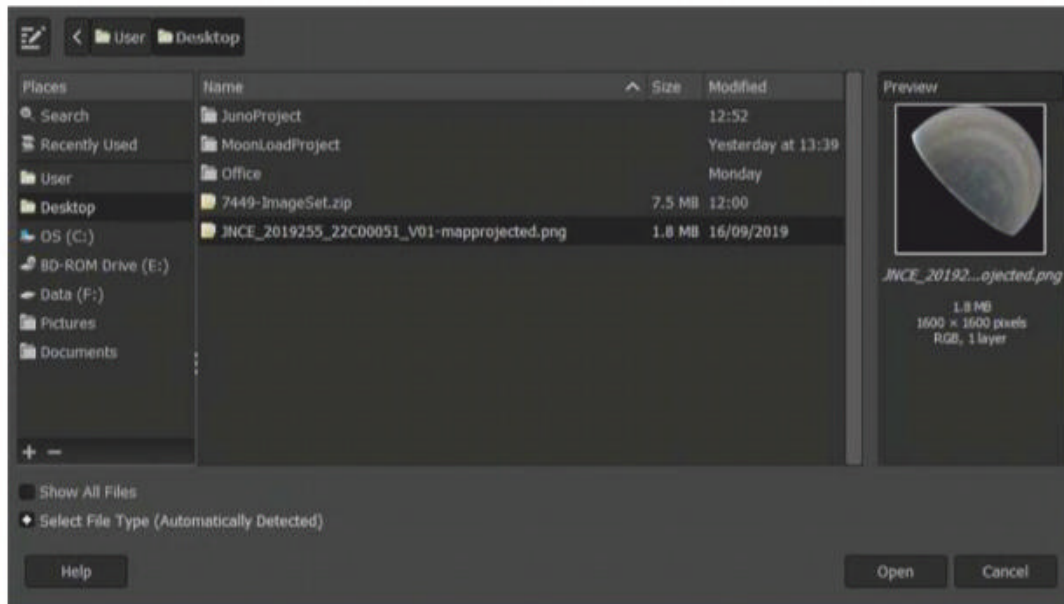 User Desktop
Places
Search
Recently Used
User
Desktop
OS (C:)
BD-ROM Drive (E:)
Data (F:)
Pictures
Documents
Name Size Modified
JunoProject 12:52
MoonLoadProject Yesterday at 13:39
Office Monday
7449-ImageSet.zip 7.5 MB 12:00
JNCE_2019255_22C00051_V01-mapprojected.png 1.8 MB 16/09/2019
Preview
JNCE_20192...ojected.png
1.8 MB
1600 × 1600 pixels
RGB, 1 layer
Show All Files
Select File Type (Automatically Detected)
Help Open Cancel